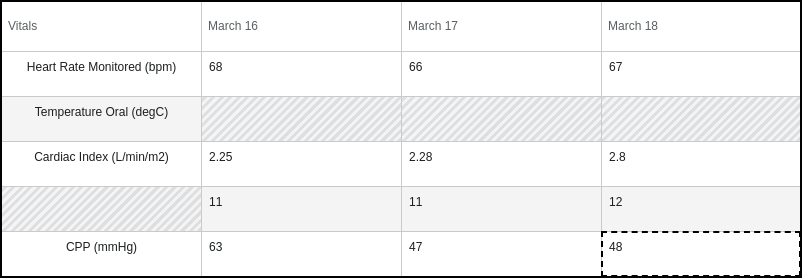 Vitals March 16 March 17 March 18
Heart Rate Monitored (bpm) 68 66 67
Temperature Oral (degC)
Cardiac Index (L/min/m2) 2.25 2.28 2.8
11 11 12
CPP (mmHg) 63 47 48